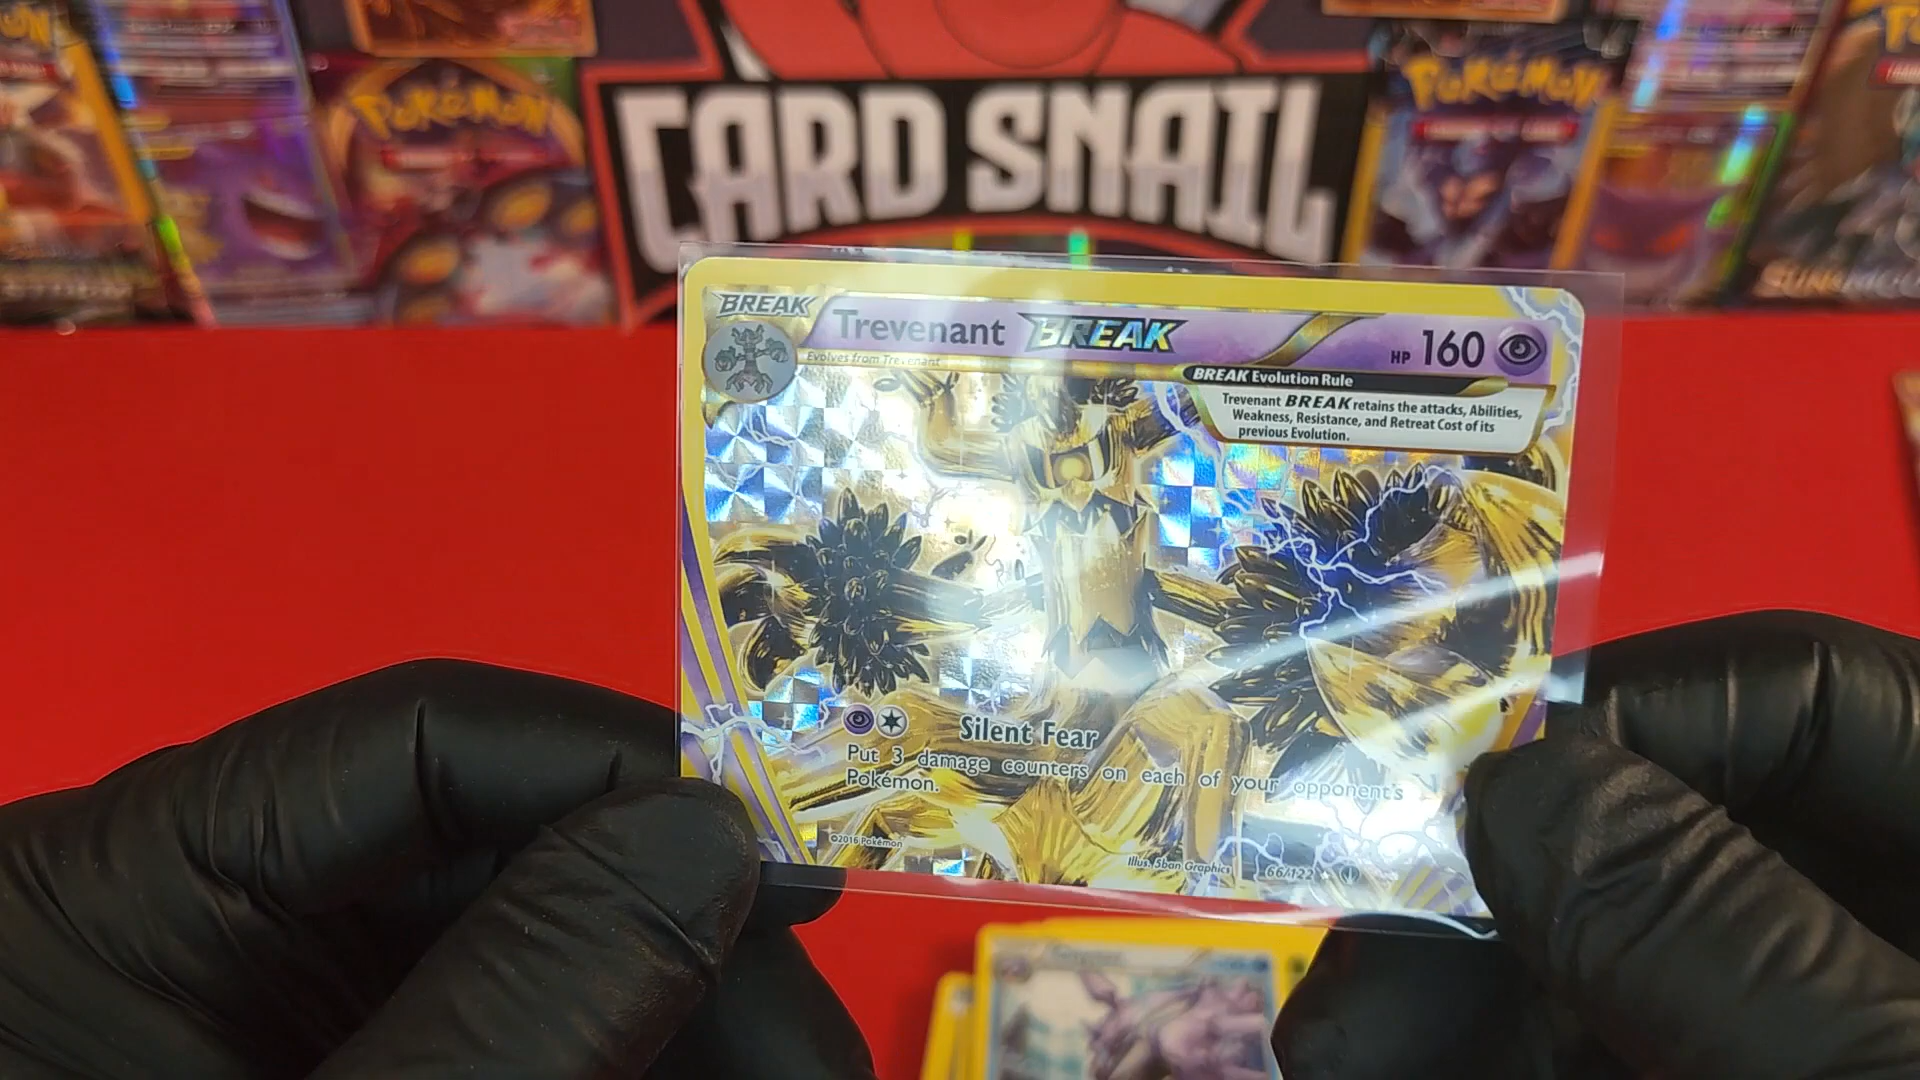 POKÉMON
CARD SNAIL
POKÉMON
BREAK
Trevenant BREAK
HP 160
Evolves from Trevenant
BREAK Evolution Rule
Trevenant BREAK retains the attacks, Abilities,
Weakness, Resistance, and Retreat Cost of its
previous Evolution.
Silent Fear
Put 3 damage counters on each of your opponent's
Pokémon.
©2016 Pokémon
Illus. 5ban Graphics
66/122